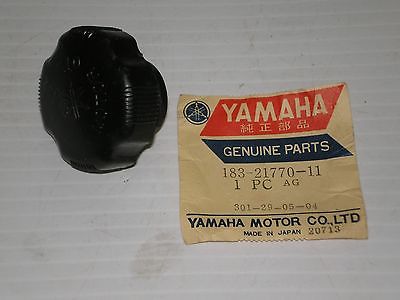 YAMAHA
純正部品
GENUINE PARTS
183-21770-11
1 PC AG
301-29-05-04
YAMAHA MOTOR CO.,LTD
MADE IN JAPAN 20713